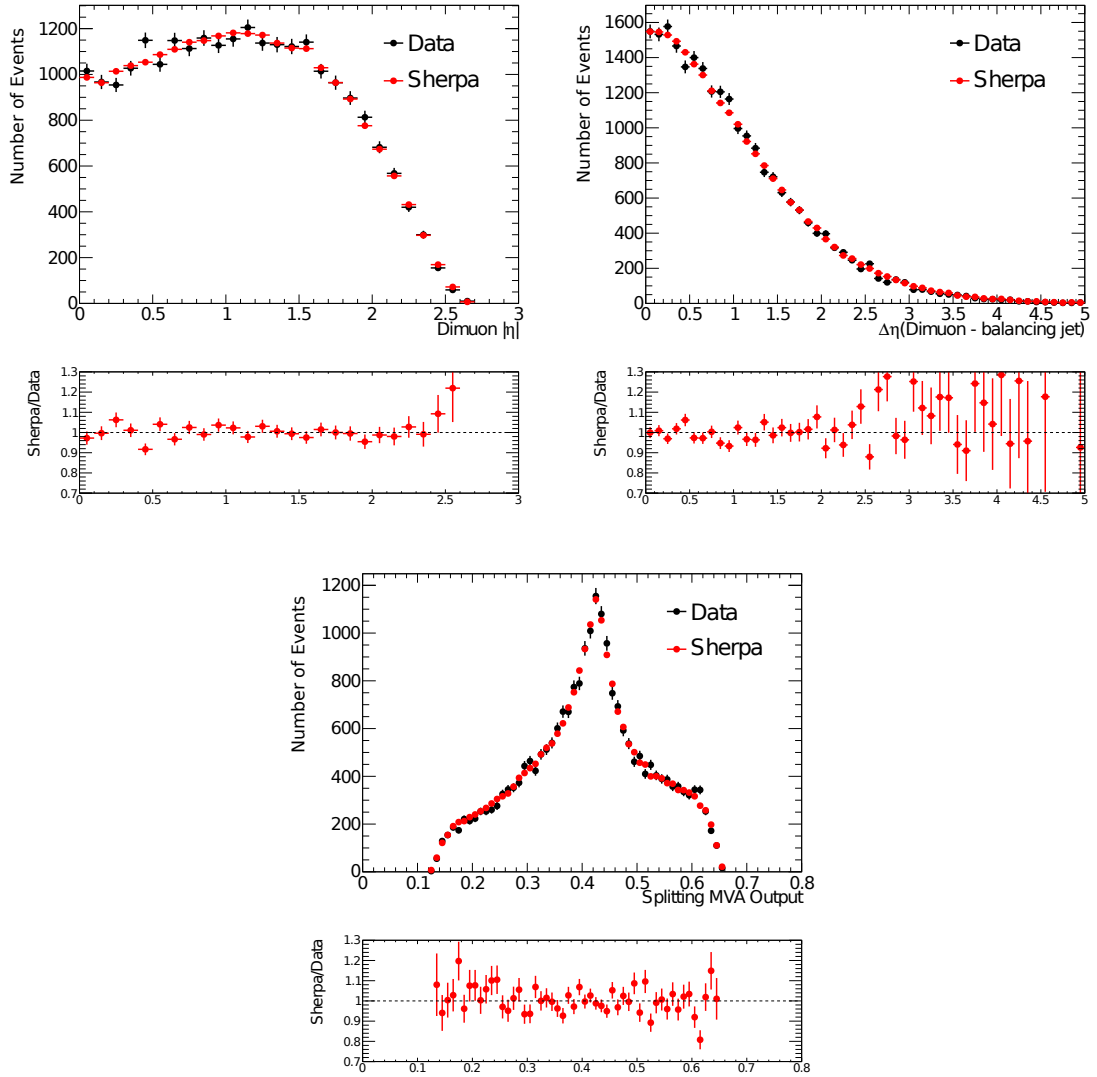 Number of Events
1200
1000
800
600
400
200
0
Data
Sherpa
0 0.5 1 1.5 2 2.5 3
Dimuon |η|
Number of Events
1600
1400
1200
1000
800
600
400
200
0
Data
Sherpa
0 0.5 1 1.5 2 2.5 3 3.5 4 4.5 5
Δη(Dimuon - balancing jet)
Sherpa/Data
1.3
1.2
1.1
1
0.9
0.8
0.7
0 0.5 1 1.5 2 2.5 3
Sherpa/Data
1.3
1.2
1.1
1
0.9
0.8
0.7
0 0.5 1 1.5 2 2.5 3 3.5 4 4.5 5
Number of Events
1200
1000
800
600
400
200
0
Data
Sherpa
0 0.1 0.2 0.3 0.4 0.5 0.6 0.7 0.8
Splitting MVA Output
Sherpa/Data
1.3
1.2
1.1
1
0.9
0.8
0.7
0 0.1 0.2 0.3 0.4 0.5 0.6 0.7 0.8